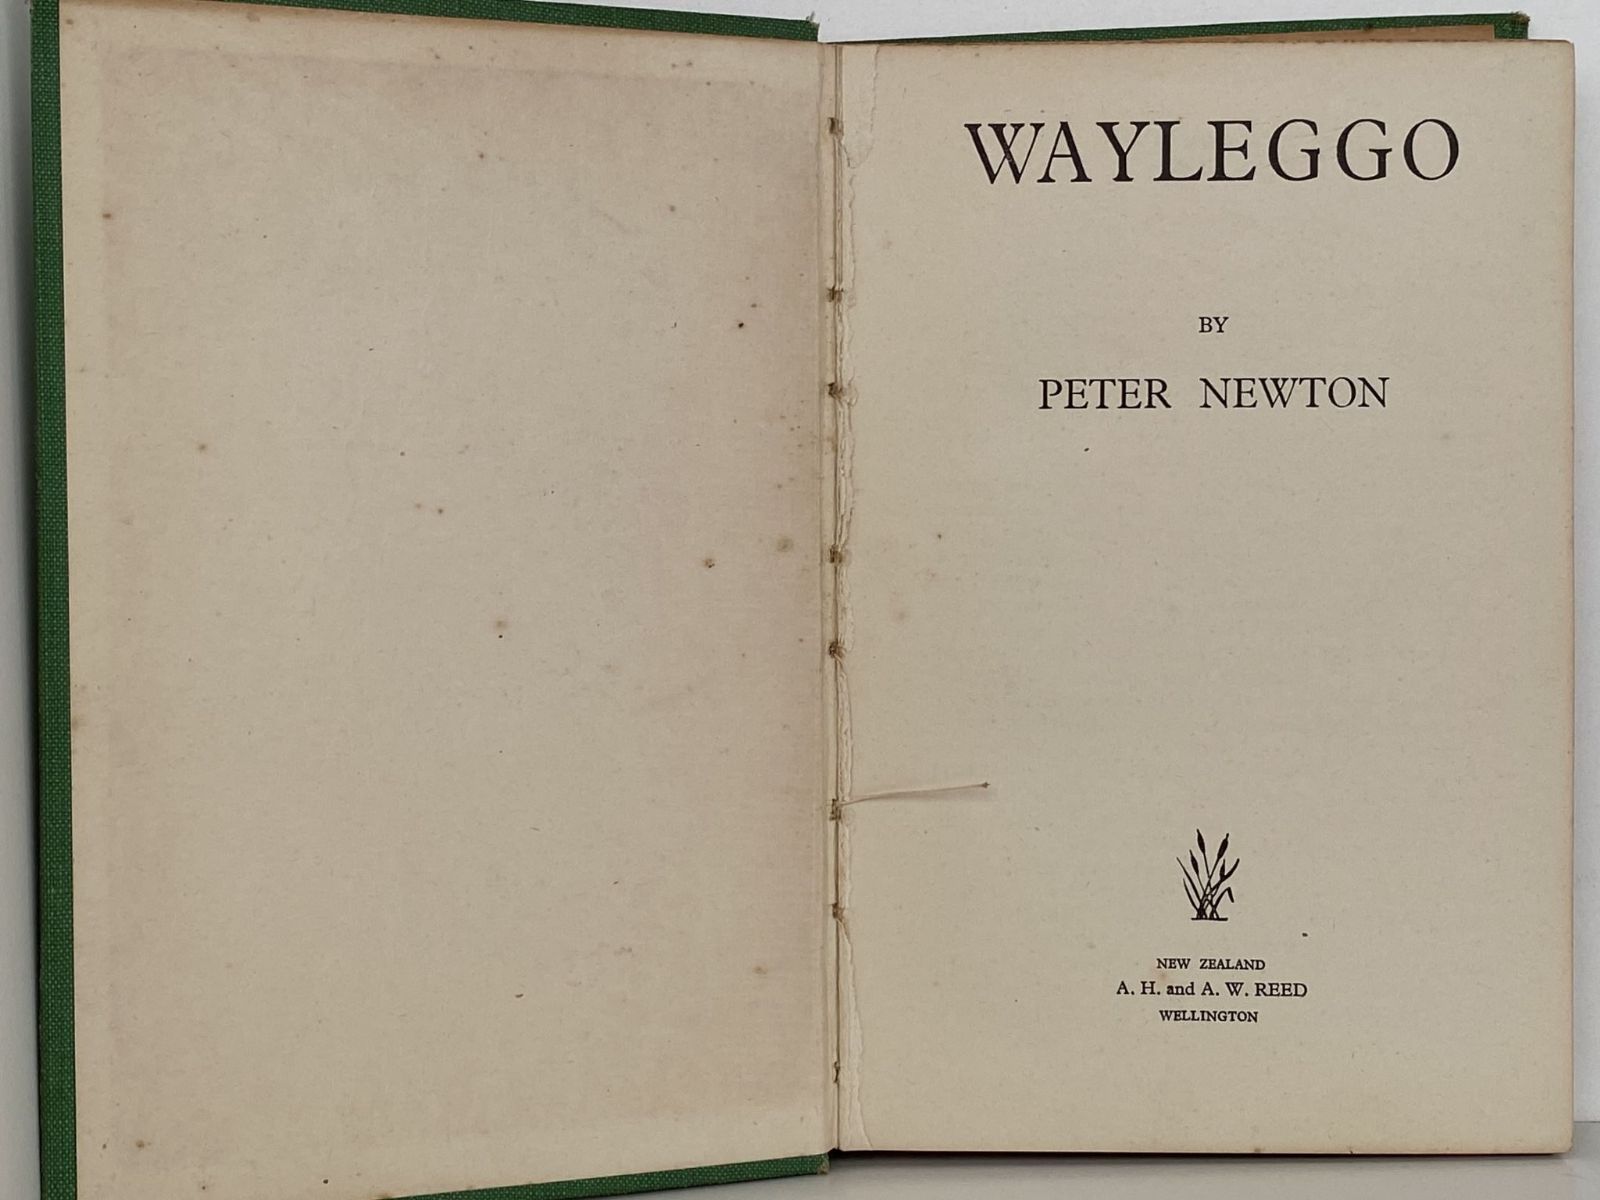 WAYLEGGO
BY
PETER NEWTON
NEW ZEALAND
A. H. and A. W. REED
WELLINGTON